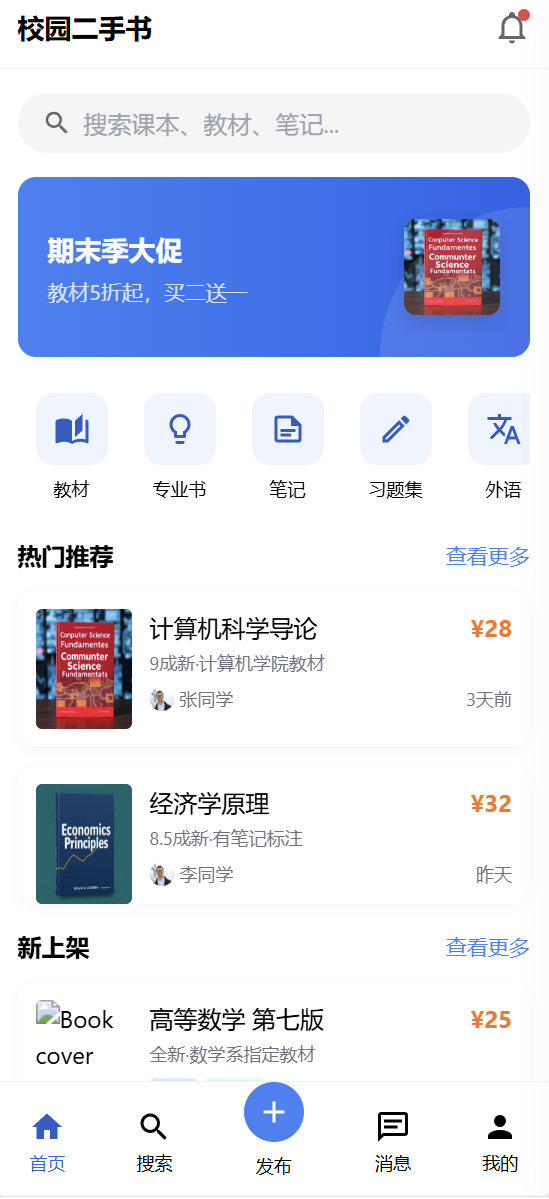 校园二手书
搜索课本、教材、笔记...
期末季大促
教材5折起，买二送一
Conputer Science
Fundamentes
Communter
Science
Fundamentats
教材
专业书
笔记
习题集
外语
热门推荐
查看更多
Conputer Science
Fundamentes
Communter
Science
Fundamentats
计算机科学导论
¥28
9成新·计算机学院教材
张同学
3天前
Economics
Principles
经济学原理
¥32
8.5成新·有笔记标注
李同学
昨天
新上架
查看更多
Book
cover
高等数学 第七版
¥25
全新·数学系指定教材
首页
搜索
发布
消息
我的